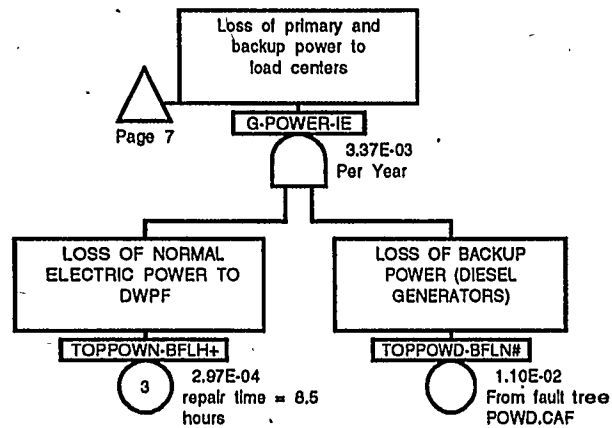 Loss of primary and
backup power to
load centers
Page 7
G-POWER-IE
3.37E-03
Per Year
LOSS OF NORMAL
ELECTRIC POWER TO
DWPF
LOSS OF BACKUP
POWER (DIESEL
GENERATORS)
TOPPOWN-BFLH+
TOPPOWD-BFLN#
3
2.97E-04
repair time = 8.5
hours
1.10E-02
From fault tree
POWD.CAF